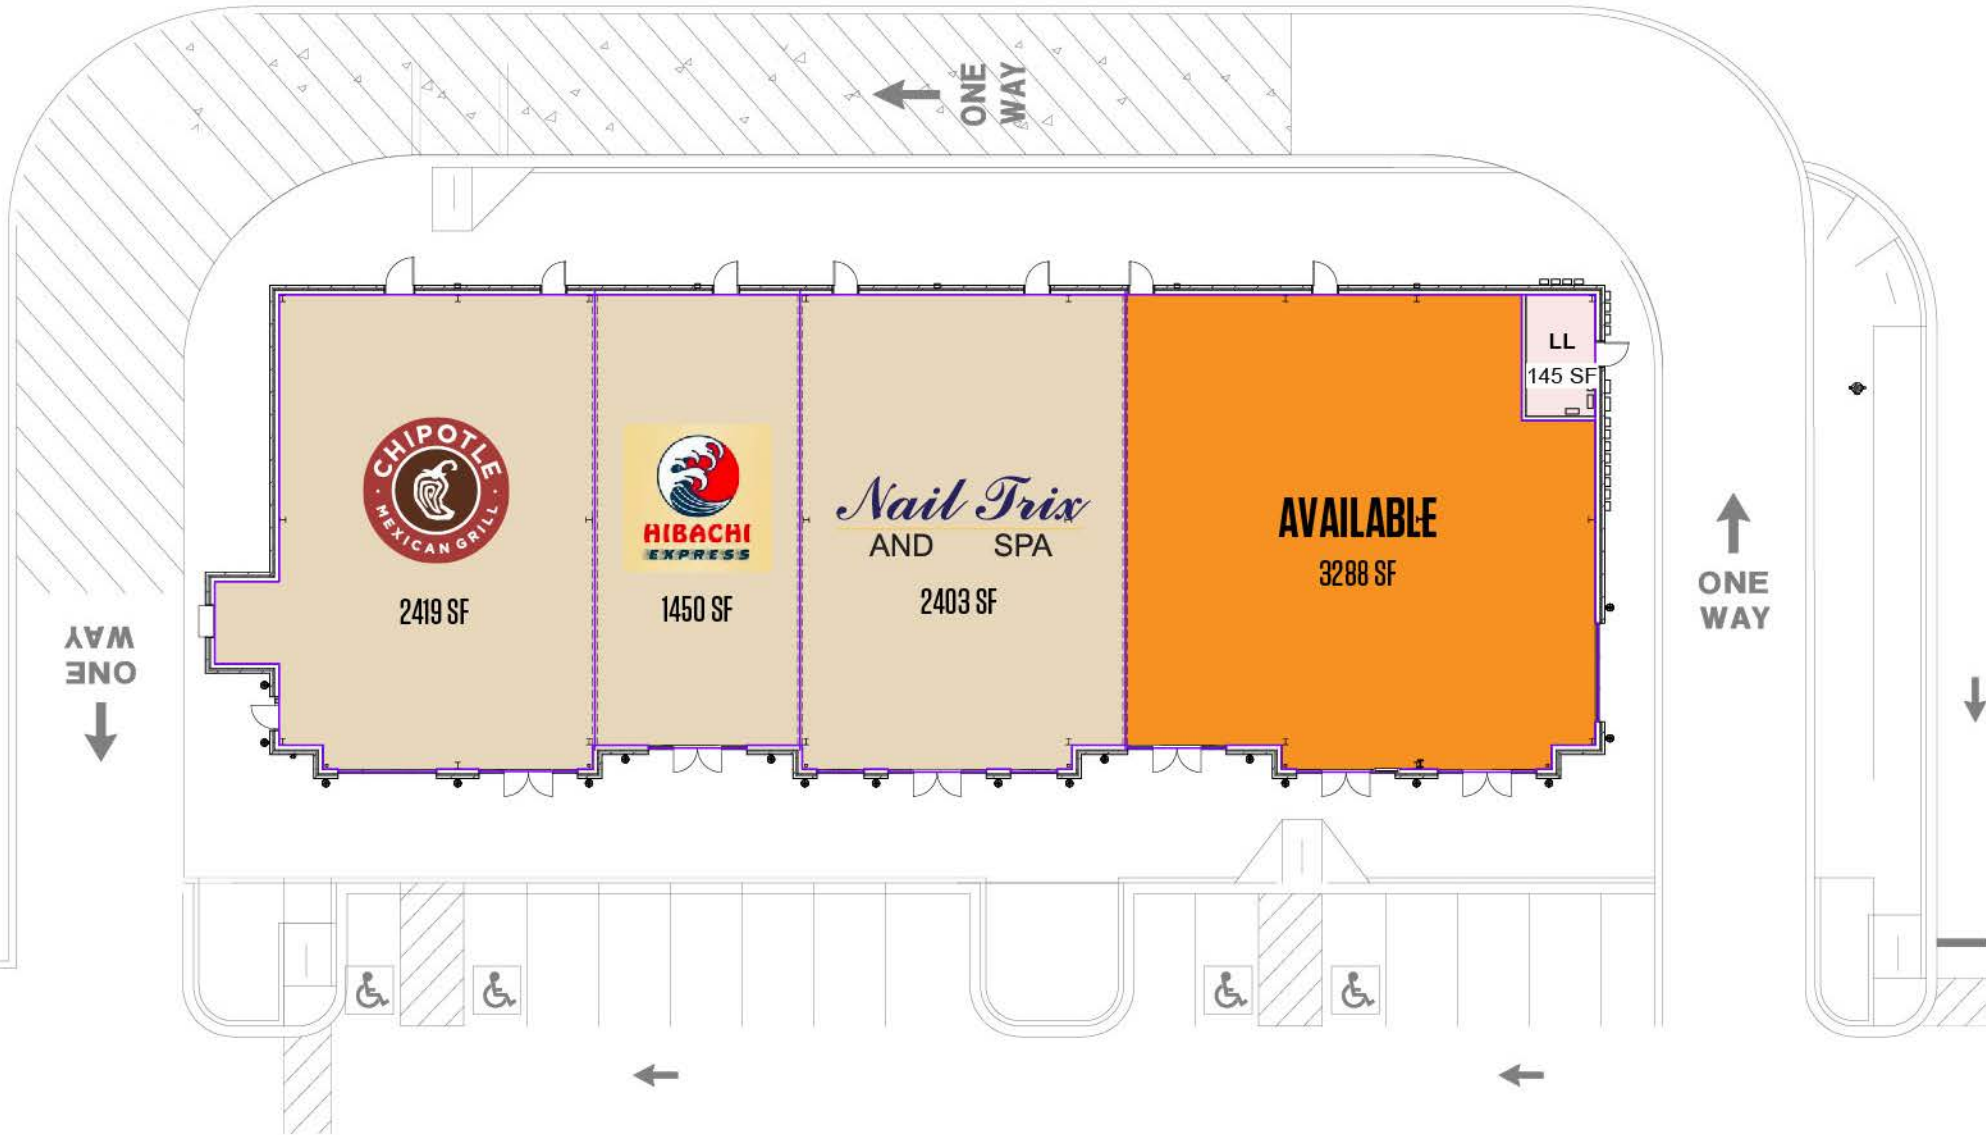 ONE
WAY
LL
145 SF
CHIPOTLE
MEXICAN GRILL
2419 SF
HIBACHI
EXPRESS
1450 SF
Nail Trix
AND SPA
2403 SF
AVAILABLE
3288 SF
ONE
WAY
ONE
WAY